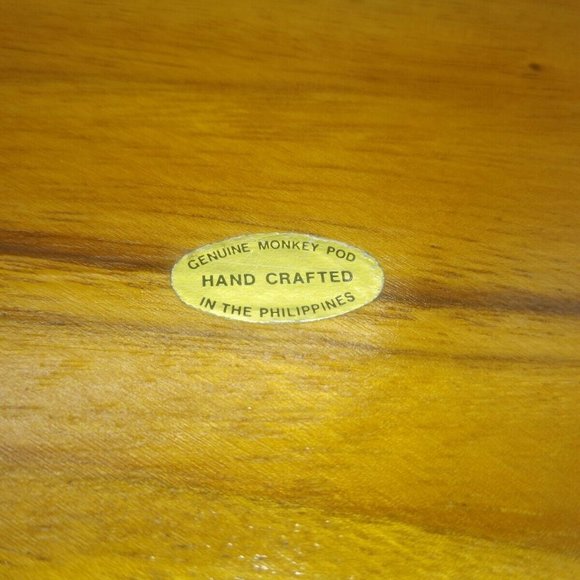 GENUINE MONKEY POD
HAND CRAFTED
IN THE PHILIPPINES